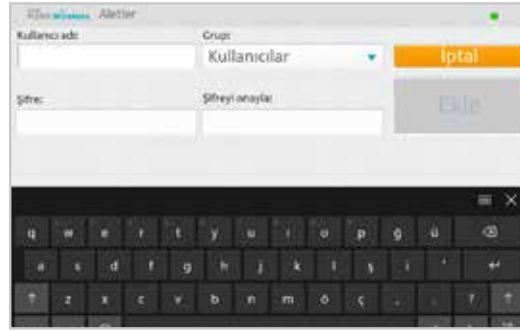 Aletler
Kullanıcı adı: Grup:
Kullanıcılar
İptal
Şifre: Şifreyi onayla:
Ekle
q w e r t y u ı o p ğ ü
a s d f g h j k l ş i
z x c v b n m ö ç .